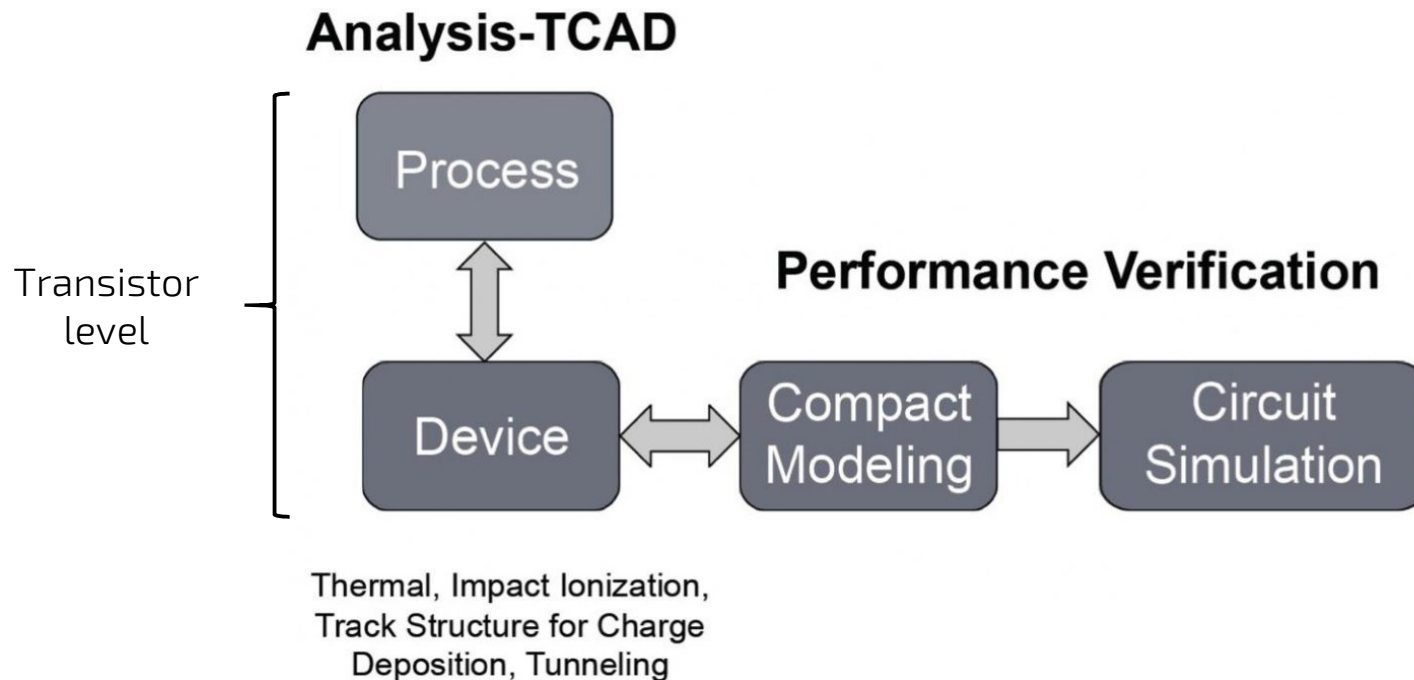 Analysis-TCAD
Process
Transistor
level
Performance Verification
Device
Compact
Modeling
Circuit
Simulation
Thermal, Impact Ionization,
Track Structure for Charge
Deposition, Tunneling